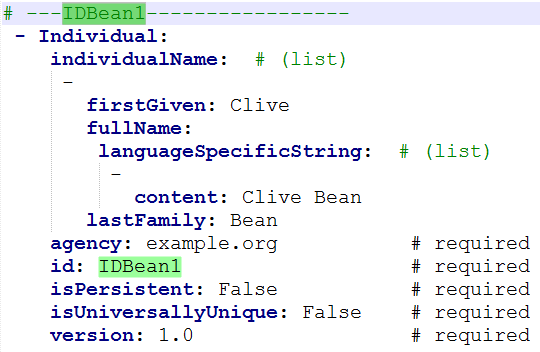 # ---IDBean1-----------------
- Individual:
individualName:  # (list)
-
firstGiven: Clive
fullName:
languageSpecificString:  # (list)
-
content: Clive Bean
lastFamily: Bean
agency: example.org # required
id: IDBean1 # required
isPersistent: False # required
isUniversallyUnique: False # required
version: 1.0 # required